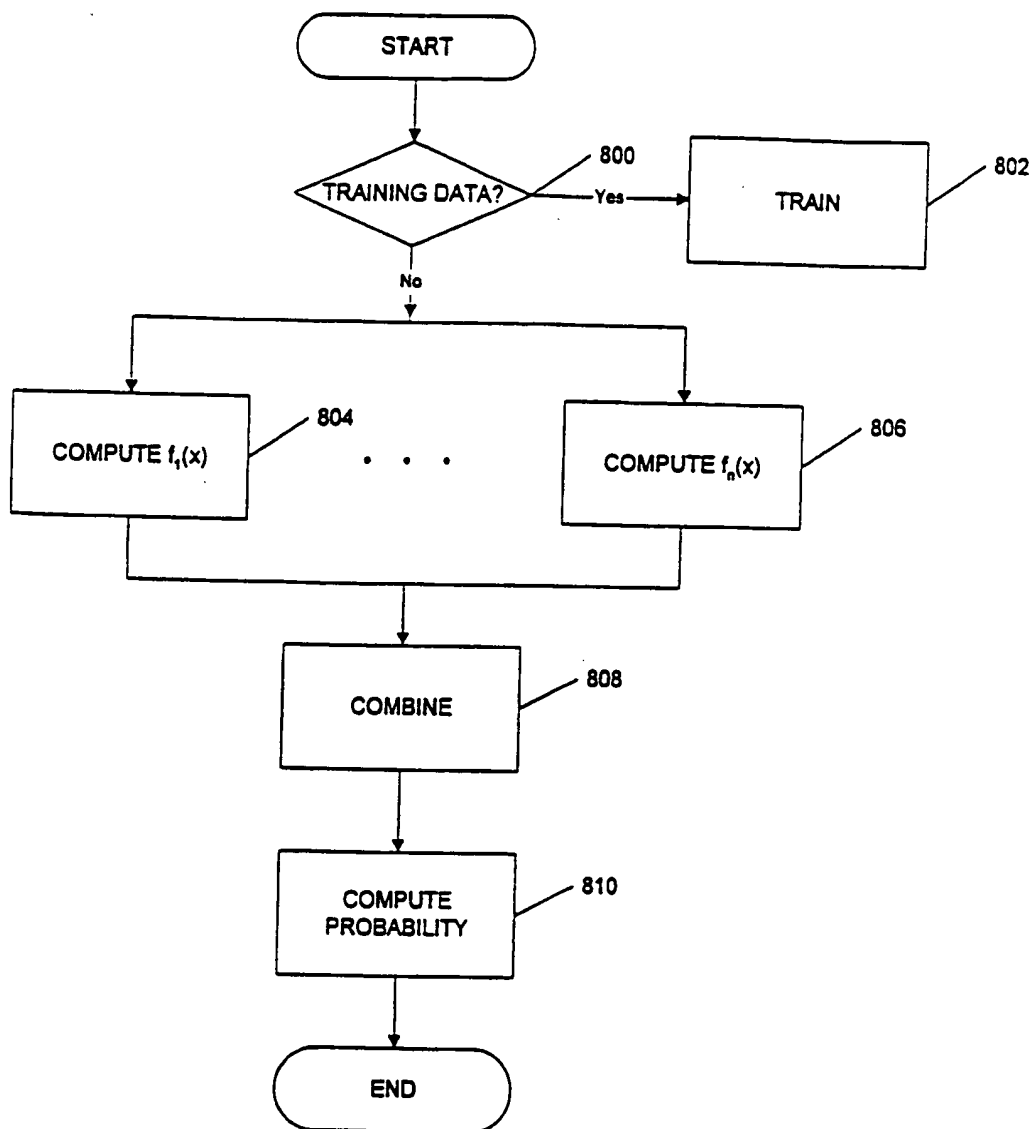 START
800
TRAINING DATA?
Yes
TRAIN
802
No
COMPUTE f₁(x)
804
. . .
COMPUTE fₙ(x)
806
COMBINE
808
COMPUTE
PROBABILITY
810
END